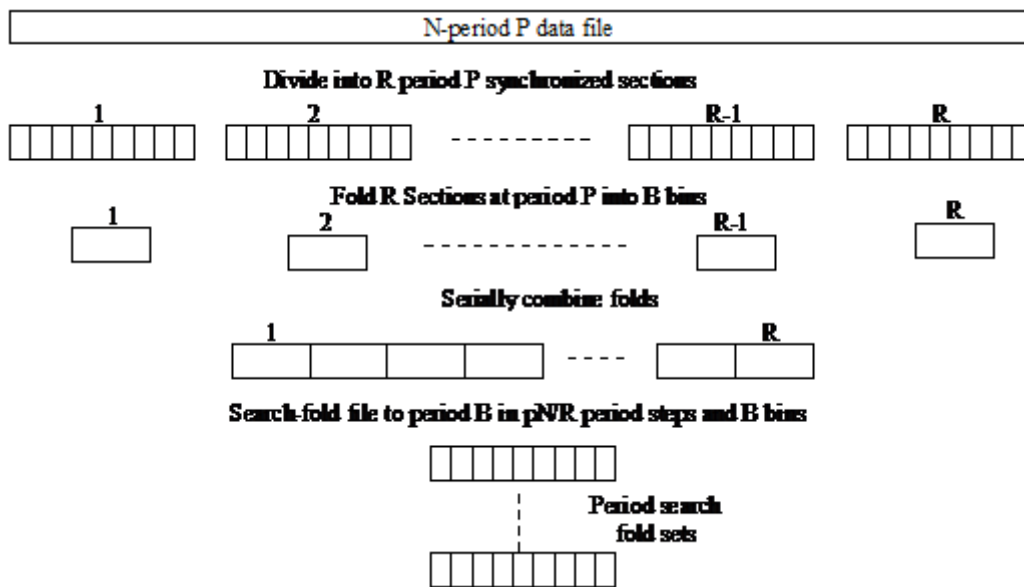 N-period P data file
Divide into R period P synchronized sections
1 2 R-1 R
Fold R Sections at period P into B bins
1 2 R-1 R
Serially combine folds
1 R
Search-fold file to period B in pN/R period steps and B bins
Period search
fold sets